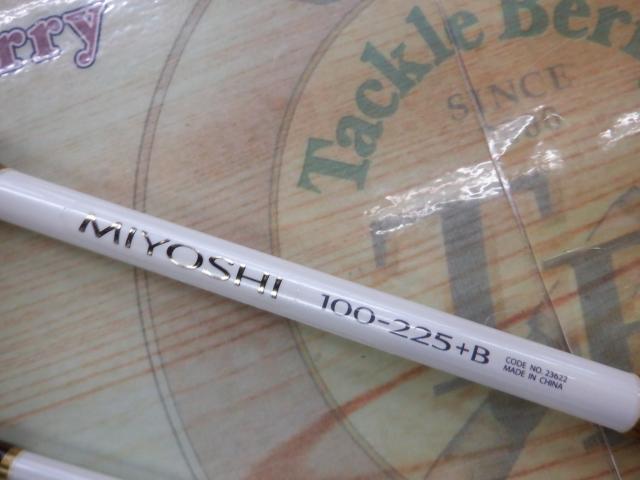 rry
Tackle Berr
SINCE
MIYOSHI 100-225+B
CODE NO. 23622
MADE IN CHINA